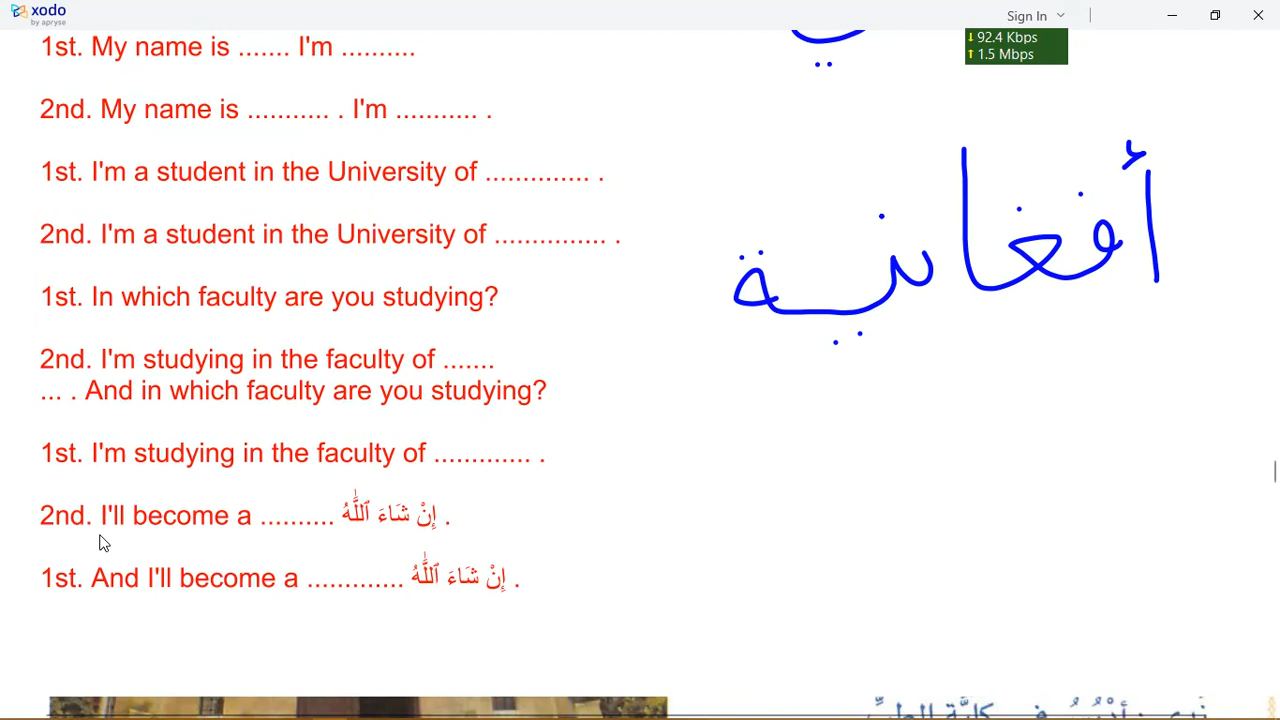 xodo
by apryse
Sign In
↓ 92.4 Kbps
↑ 1.5 Mbps
1st. My name is ....... I'm ..........
2nd. My name is ........... . I'm ........... .
1st. I'm a student in the University of .............. .
2nd. I'm a student in the University of ............... .
1st. In which faculty are you studying?
2nd. I'm studying in the faculty of .......
... . And in which faculty are you studying?
1st. I'm studying in the faculty of ............. .
2nd. I'll become a .......... إِنْ شَاءَ ٱللَّٰهُ .
1st. And I'll become a ............. إِنْ شَاءَ ٱللَّٰهُ .
أفغانية